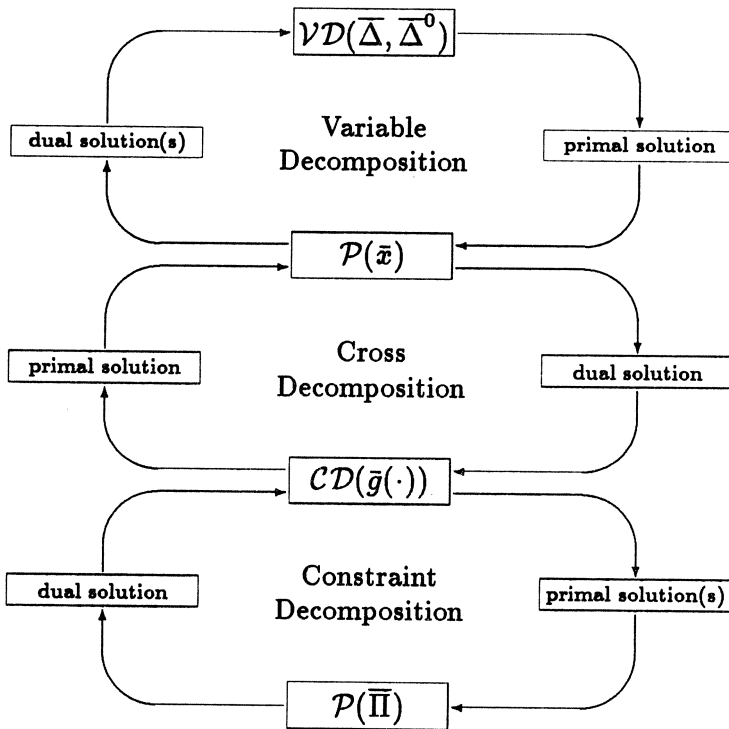 𝒱𝒟(Δ̅, Δ̅⁰)
dual solution(s)
Variable
Decomposition
primal solution
𝒫(x̄)
primal solution
Cross
Decomposition
dual solution
𝒞𝒟(ḡ(·))
dual solution
Constraint
Decomposition
primal solution(s)
𝒫(Π̅)